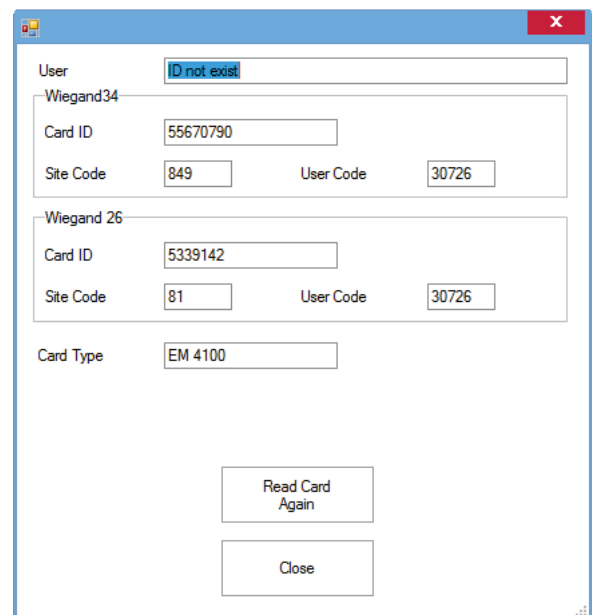 X
User ID not exist
Wiegand34
Card ID 55670790
Site Code 849 User Code 30726
Wiegand 26
Card ID 5339142
Site Code 81 User Code 30726
Card Type EM 4100
Read Card
Again
Close